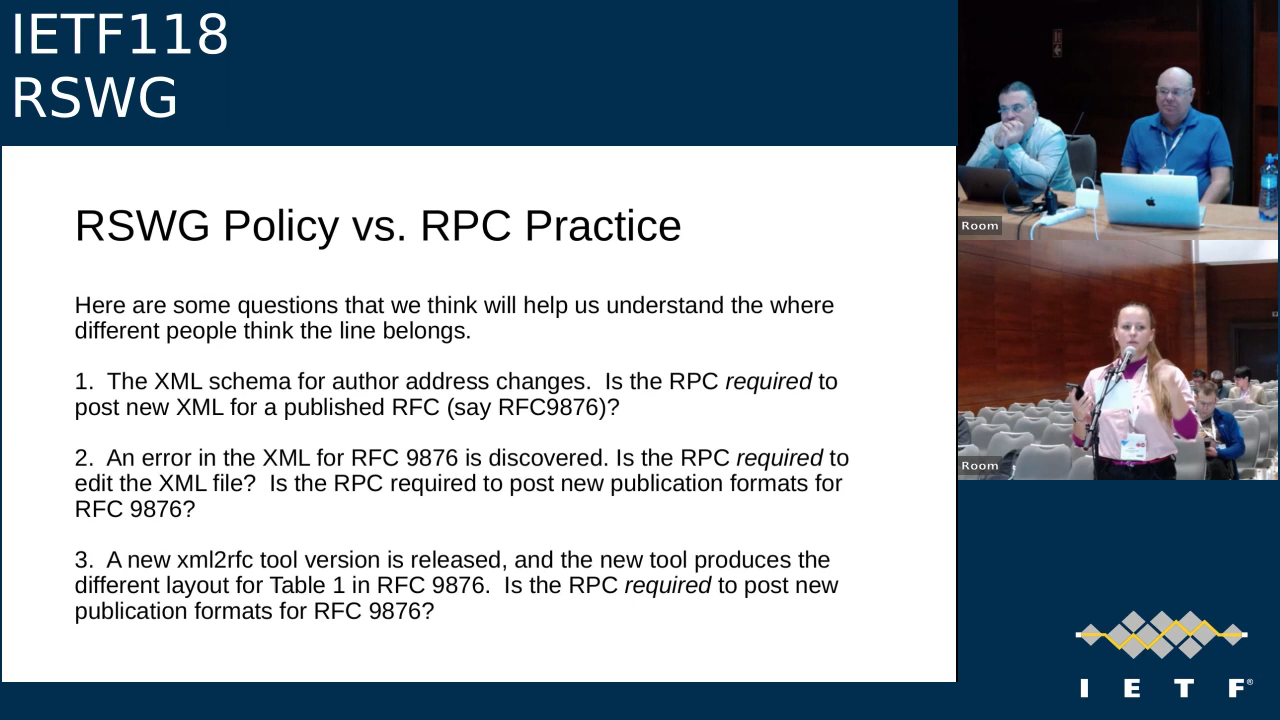 IETF118
RSWG
RSWG Policy vs. RPC Practice
Here are some questions that we think will help us understand the where
different people think the line belongs.
1.  The XML schema for author address changes.  Is the RPC required to
post new XML for a published RFC (say RFC9876)?
2.  An error in the XML for RFC 9876 is discovered. Is the RPC required to
edit the XML file?  Is the RPC required to post new publication formats for
RFC 9876?
3.  A new xml2rfc tool version is released, and the new tool produces the
different layout for Table 1 in RFC 9876.  Is the RPC required to post new
publication formats for RFC 9876?
Room
Room
I E T F®